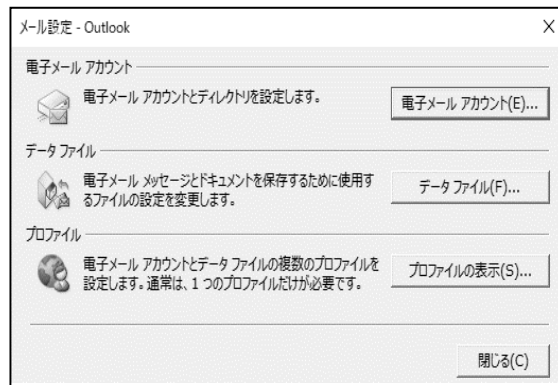 メール設定 - Outlook
電子メール アカウント
電子メール アカウントとディレクトリを設定します。
電子メール アカウント(E)...
データ ファイル
電子メール メッセージとドキュメントを保存するために使用す
るファイルの設定を変更します。
データ ファイル(F)...
プロファイル
電子メール アカウントとデータ ファイルの複数のプロファイルを
設定します。通常は、1 つのプロファイルだけが必要です。
プロファイルの表示(S)...
閉じる(C)